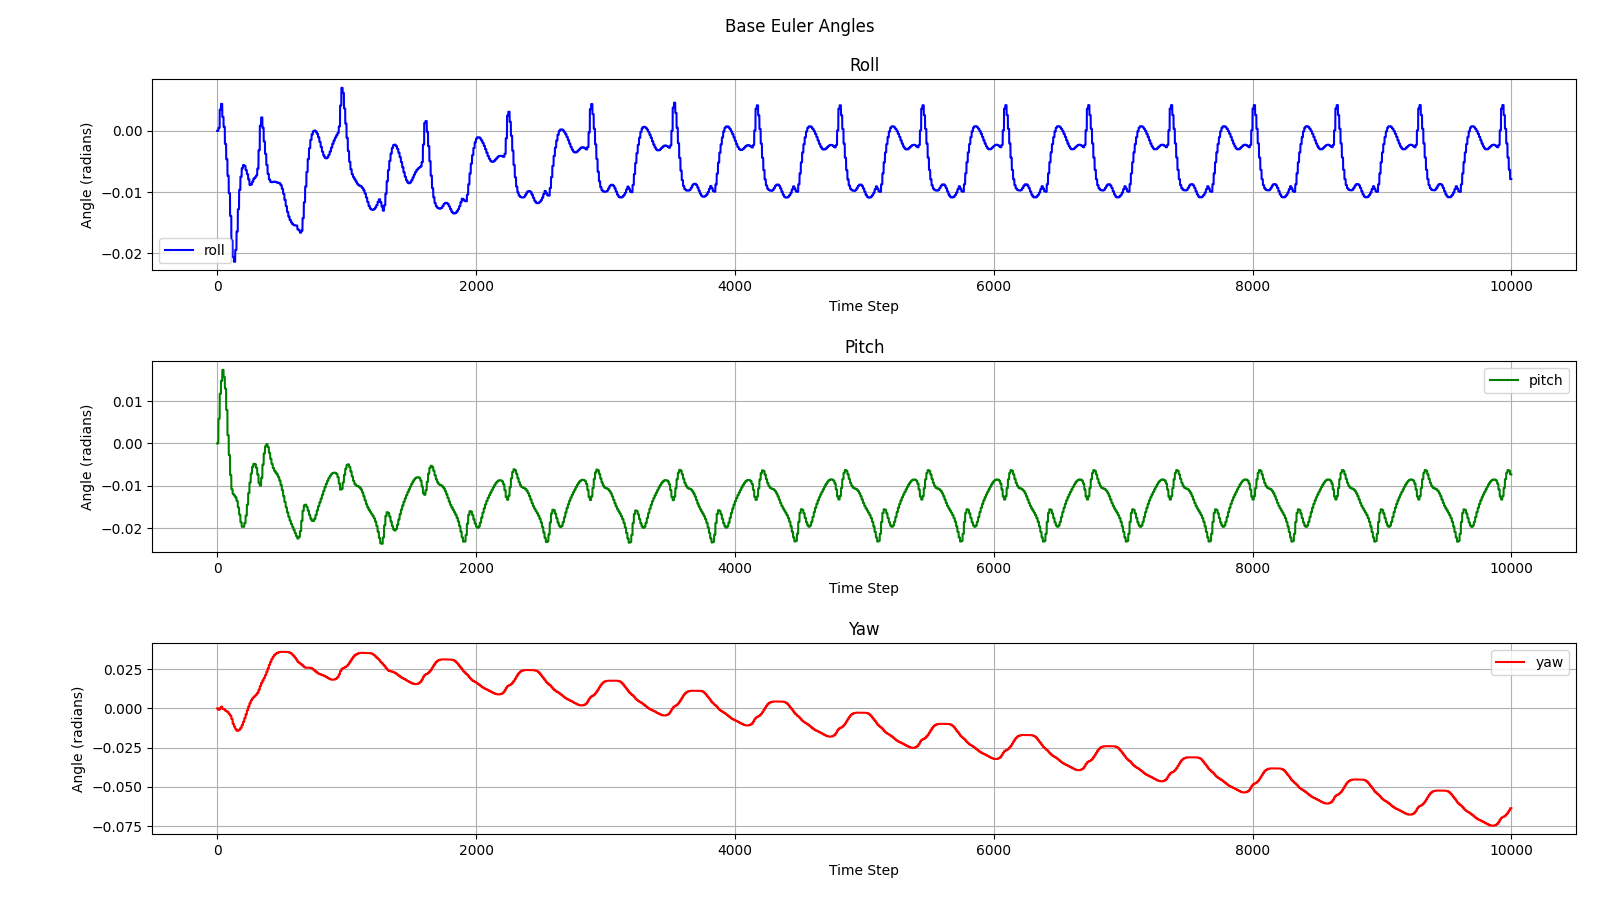 Base Euler Angles
Roll
Angle (radians)
0.00
−0.01
−0.02
roll
0 2000 4000 6000 8000 10000
Time Step
Pitch
Angle (radians)
0.01
0.00
−0.01
−0.02
pitch
0 2000 4000 6000 8000 10000
Time Step
Yaw
Angle (radians)
0.025
0.000
−0.025
−0.050
−0.075
yaw
0 2000 4000 6000 8000 10000
Time Step